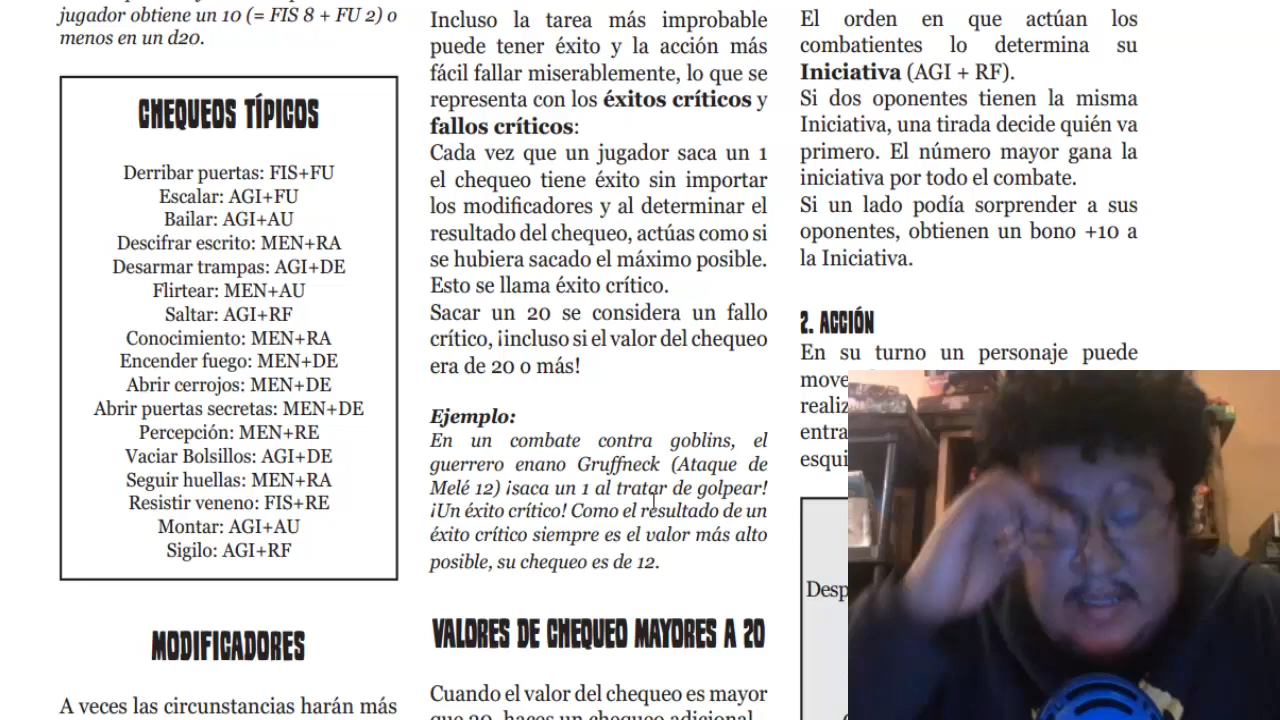 jugador obtiene un 10 (= FIS 8 + FU 2) o
menos en un d20.
CHEQUEOS TÍPICOS
Derribar puertas: FIS+FU
Escalar: AGI+FU
Bailar: AGI+AU
Descifrar escrito: MEN+RA
Desarmar trampas: AGI+DE
Flirtear: MEN+AU
Saltar: AGI+RF
Conocimiento: MEN+RA
Encender fuego: MEN+DE
Abrir cerrojos: MEN+DE
Abrir puertas secretas: MEN+DE
Percepción: MEN+RE
Vaciar Bolsillos: AGI+DE
Seguir huellas: MEN+RA
Resistir veneno: FIS+RE
Montar: AGI+AU
Sigilo: AGI+RF
MODIFICADORES
A veces las circunstancias harán más
Incluso la tarea más improbable
puede tener éxito y la acción más
fácil fallar miserablemente, lo que se
representa con los éxitos críticos y
fallos críticos:
Cada vez que un jugador saca un 1
el chequeo tiene éxito sin importar
los modificadores y al determinar el
resultado del chequeo, actúas como si
se hubiera sacado el máximo posible.
Esto se llama éxito crítico.
Sacar un 20 se considera un fallo
crítico, ¡incluso si el valor del chequeo
era de 20 o más!
Ejemplo:
En un combate contra goblins, el
guerrero enano Gruffneck (Ataque de
Melé 12) ¡saca un 1 al tratar de golpear!
¡Un éxito crítico! Como el resultado de un
éxito crítico siempre es el valor más alto
posible, su chequeo es de 12.
VALORES DE CHEQUEO MAYORES A 20
Cuando el valor del chequeo es mayor
que 20, haces un chequeo adicional
El orden en que actúan los
combatientes lo determina su
Iniciativa (AGI + RF).
Si dos oponentes tienen la misma
Iniciativa, una tirada decide quién va
primero. El número mayor gana la
iniciativa por todo el combate.
Si un lado podía sorprender a sus
oponentes, obtienen un bono +10 a
la Iniciativa.
2. ACCIÓN
En su turno un personaje puede
move
realiz
entra
esqui
Desp